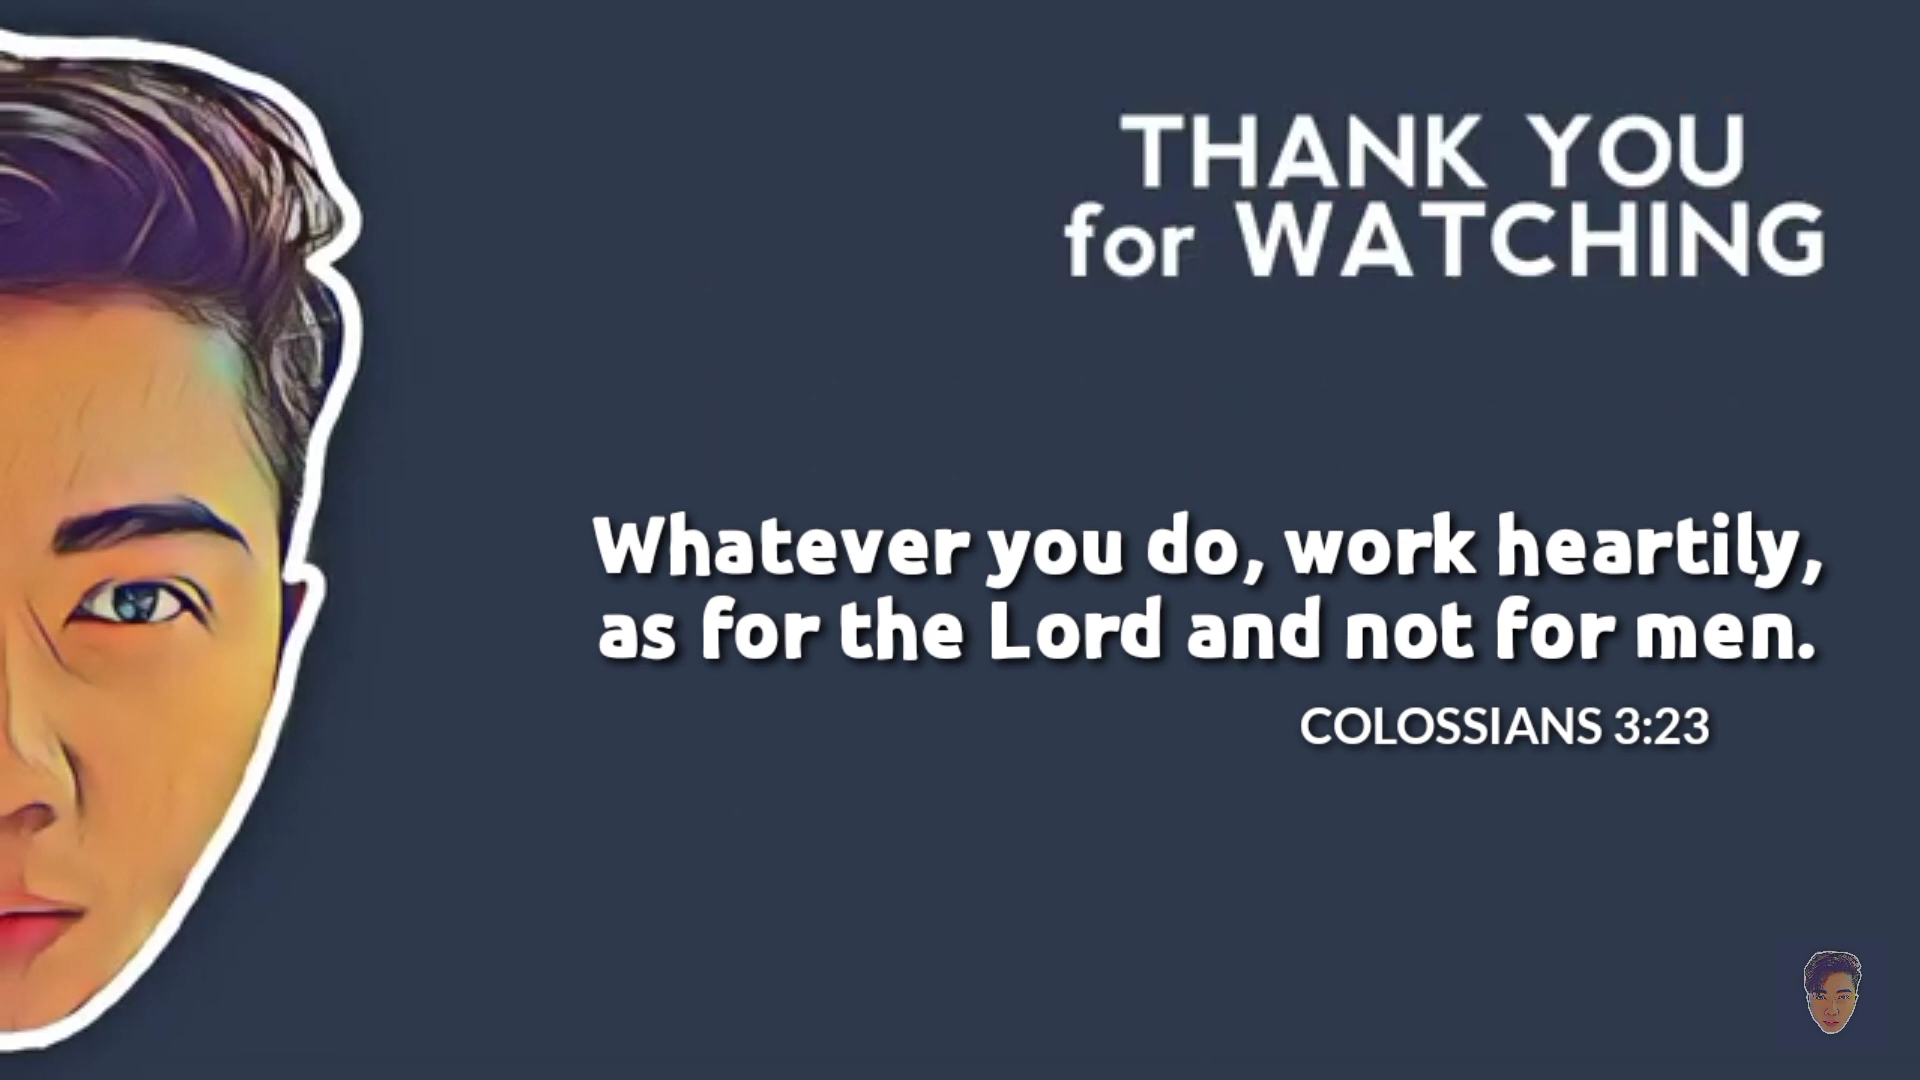 THANK YOU
for WATCHING
Whatever you do, work heartily,
as for the Lord and not for men.
COLOSSIANS 3:23